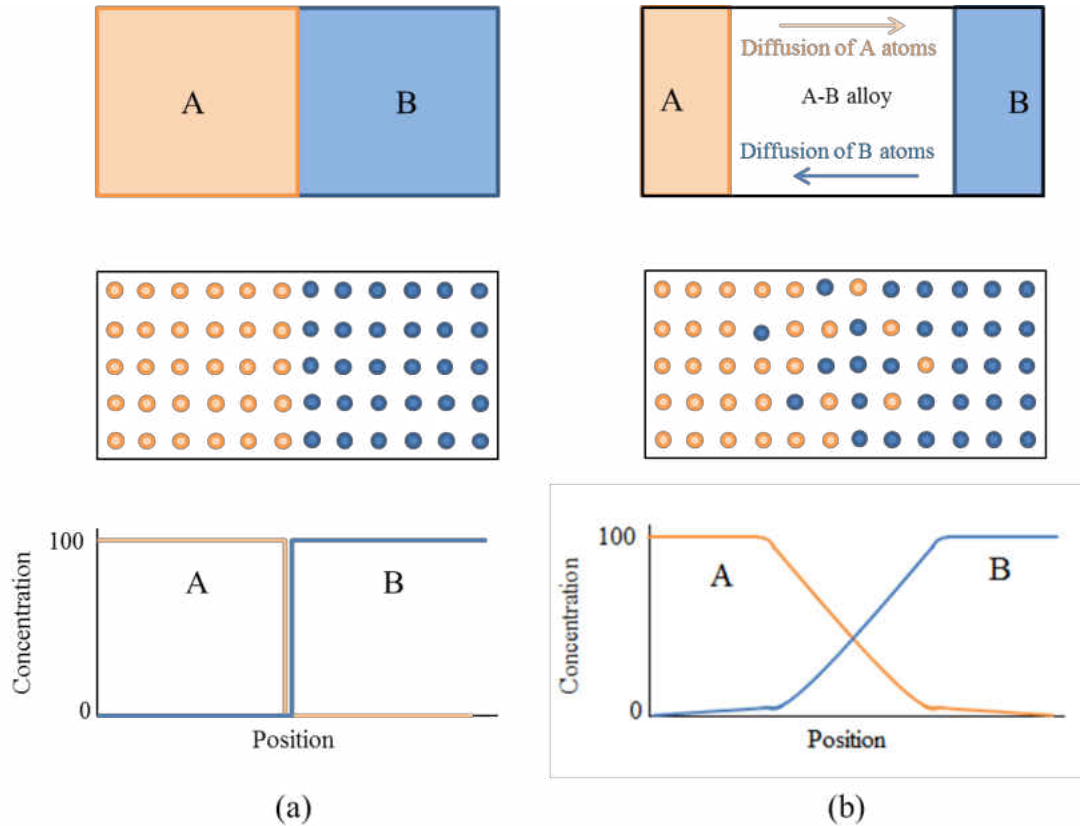 A
B
Diffusion of A atoms
A
A-B alloy
B
Diffusion of B atoms
100
A
B
Concentration
0
Position
100
A
B
Concentration
0
Position
(a)
(b)